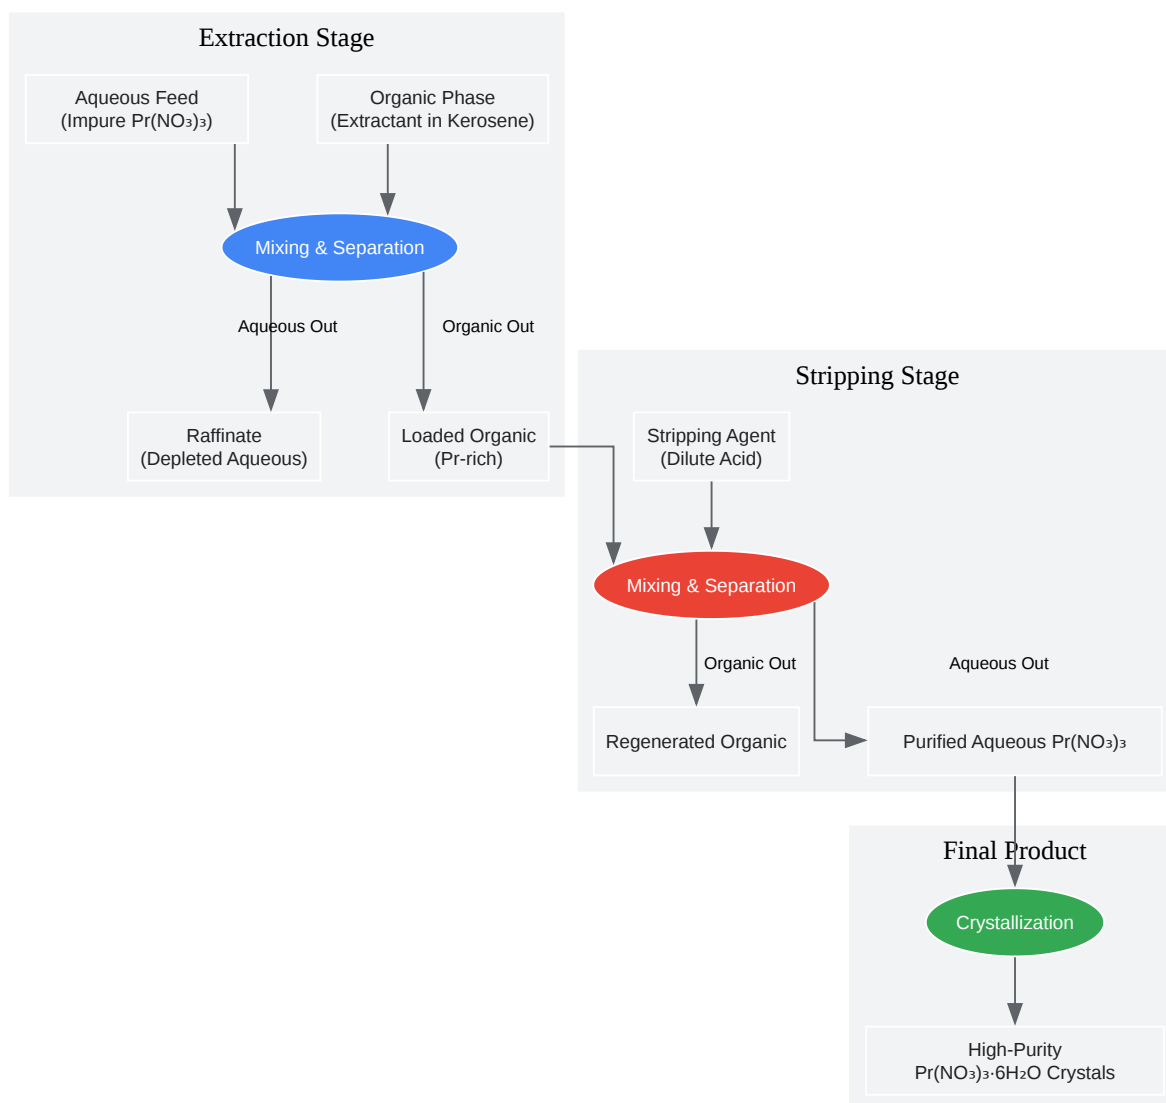 Extraction Stage
Aqueous Feed
(Impure Pr(NO₃)₃)
Organic Phase
(Extractant in Kerosene)
Mixing & Separation
Aqueous Out
Organic Out
Raffinate
(Depleted Aqueous)
Loaded Organic
(Pr-rich)
Stripping Stage
Stripping Agent
(Dilute Acid)
Mixing & Separation
Organic Out
Aqueous Out
Regenerated Organic
Purified Aqueous Pr(NO₃)₃
Final Product
Crystallization
High-Purity
Pr(NO₃)₃·6H₂O Crystals